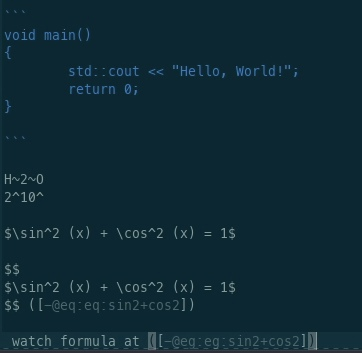 ```
void main()
{
        std::cout << "Hello, World!";
        return 0;
}

```

H~2~O
2^10^

$\sin^2 (x) + \cos^2 (x) = 1$

$$
$\sin^2 (x) + \cos^2 (x) = 1$
$$ ([-@eq:eq:sin2+cos2])

watch formula at ([-@eq:eq:sin2+cos2])